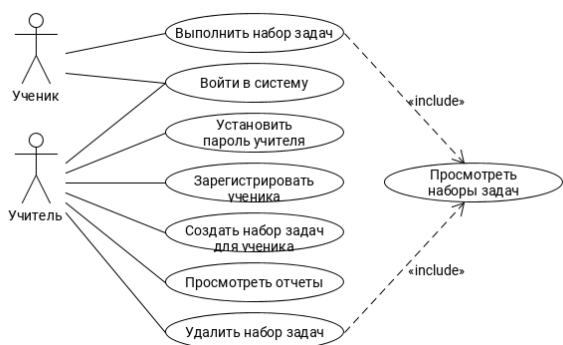 Выполнить набор задач
Ученик
Войти в систему
«include»
Установить
пароль учителя
Учитель
Зарегистрировать
ученика
Просмотреть
наборы задач
Создать набор задач
для ученика
Просмотреть отчеты
«include»
Удалить набор задач